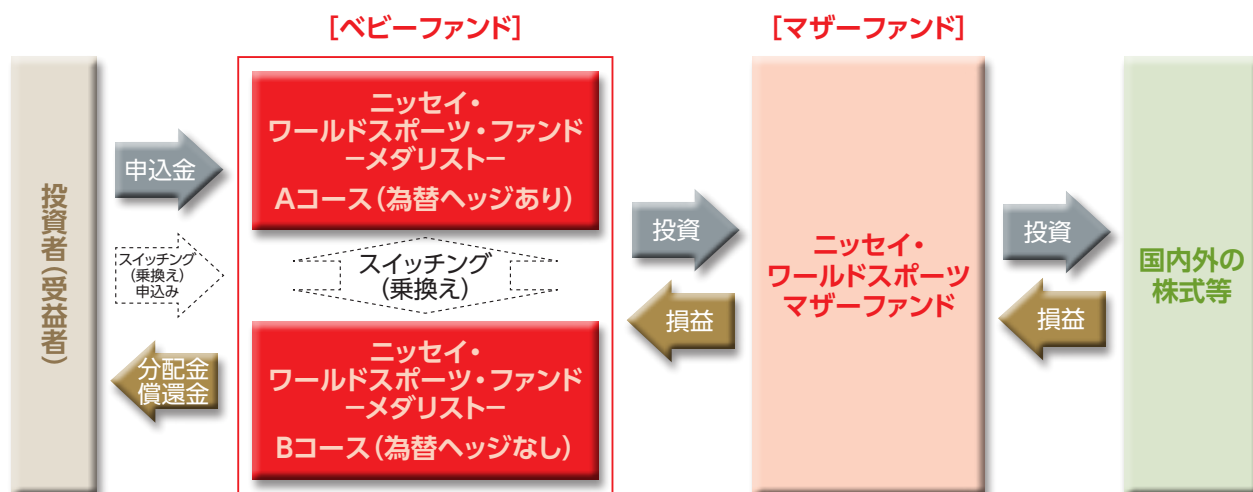 [ベビーファンド]
[マザーファンド]
投資者(受益者)
申込金
スイッチング
(乗換え)
申込み
分配金
償還金
ニッセイ・
ワールドスポーツ・ファンド
−メダリスト−
Aコース(為替ヘッジあり)
スイッチング
(乗換え)
ニッセイ・
ワールドスポーツ・ファンド
−メダリスト−
Bコース(為替ヘッジなし)
投資
損益
ニッセイ・
ワールドスポーツ
マザーファンド
投資
損益
国内外の
株式等